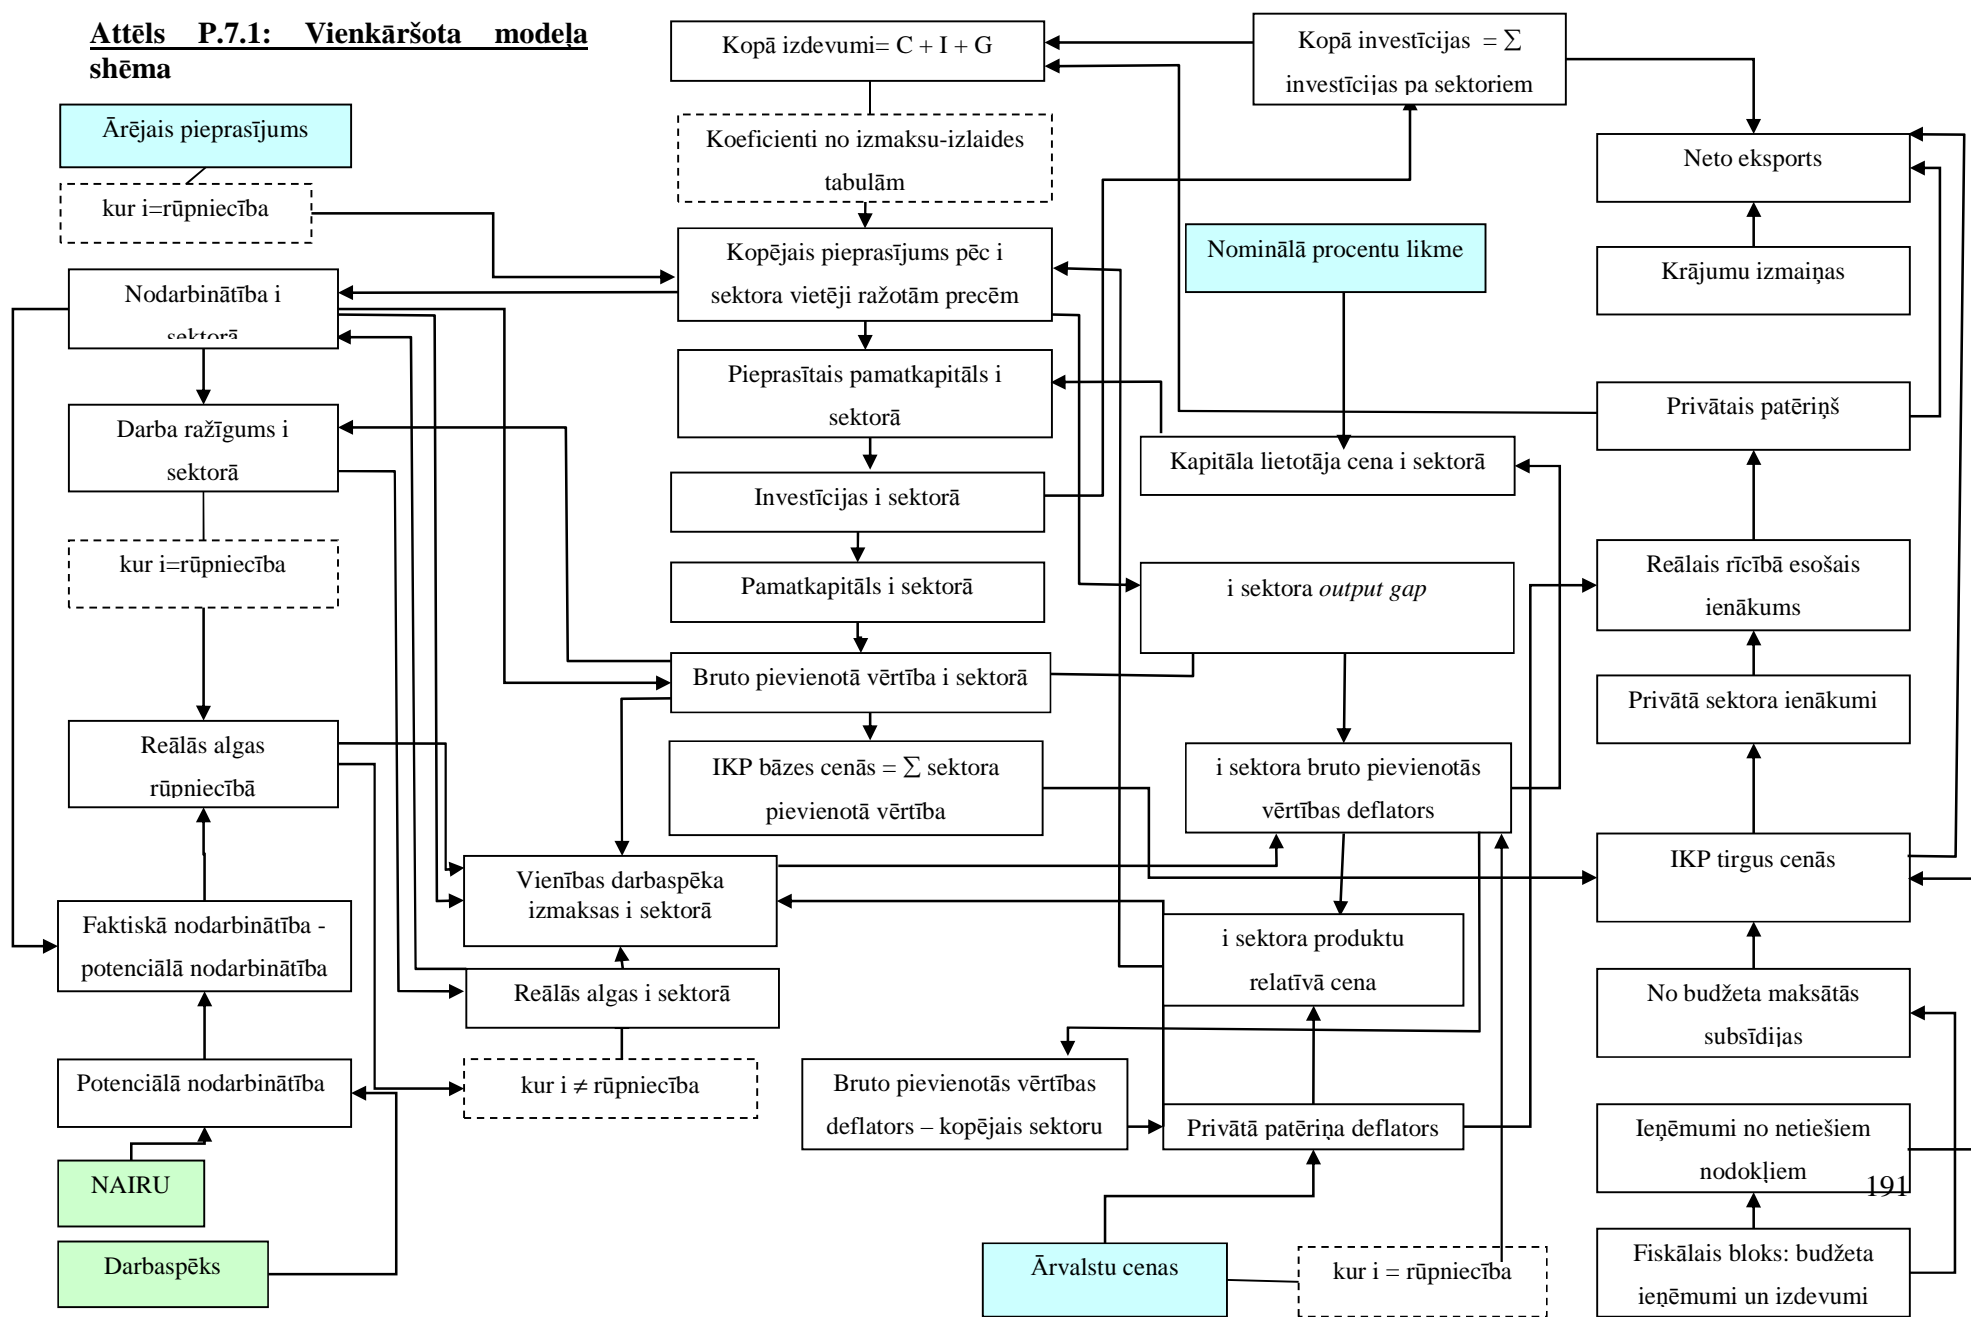 Attēls P.7.1: Vienkāršota modeļa
shēma
Kopā izdevumi= C + I + G
Kopā investīcijas = ∑
investīcijas pa sektoriem
Ārējais pieprasījums
Koeficienti no izmaksu-izlaides
tabulām
Neto eksports
kur i=rūpniecība
Kopējais pieprasījums pēc i
sektora vietēji ražotām precēm
Nominālā procentu likme
Krājumu izmaiņas
Nodarbinātība i
sektorā
Pieprasītais pamatkapitāls i
sektorā
Privātais patēriņš
Darba ražīgums i
sektorā
Kapitāla lietotāja cena i sektorā
Investīcijas i sektorā
kur i=rūpniecība
Pamatkapitāls i sektorā
i sektora output gap
Reālais rīcībā esošais
ienākums
Bruto pievienotā vērtība i sektorā
Privātā sektora ienākumi
Reālās algas
rūpniecībā
IKP bāzes cenās = ∑ sektora
pievienotā vērtība
i sektora bruto pievienotās
vērtības deflators
IKP tirgus cenās
Vienības darbaspēka
izmaksas i sektorā
Faktiskā nodarbinātība -
potenciālā nodarbinātība
i sektora produktu
relatīvā cena
Reālās algas i sektorā
No budžeta maksātās
subsīdijas
Potenciālā nodarbinātība
kur i ≠ rūpniecība
Bruto pievienotās vērtības
deflators – kopējais sektoru
Privātā patēriņa deflators
Ieņēmumi no netiešiem
nodokļiem
191
NAIRU
Darbaspēks
Ārvalstu cenas
kur i = rūpniecība
Fiskālais bloks: budžeta
ieņēmumi un izdevumi